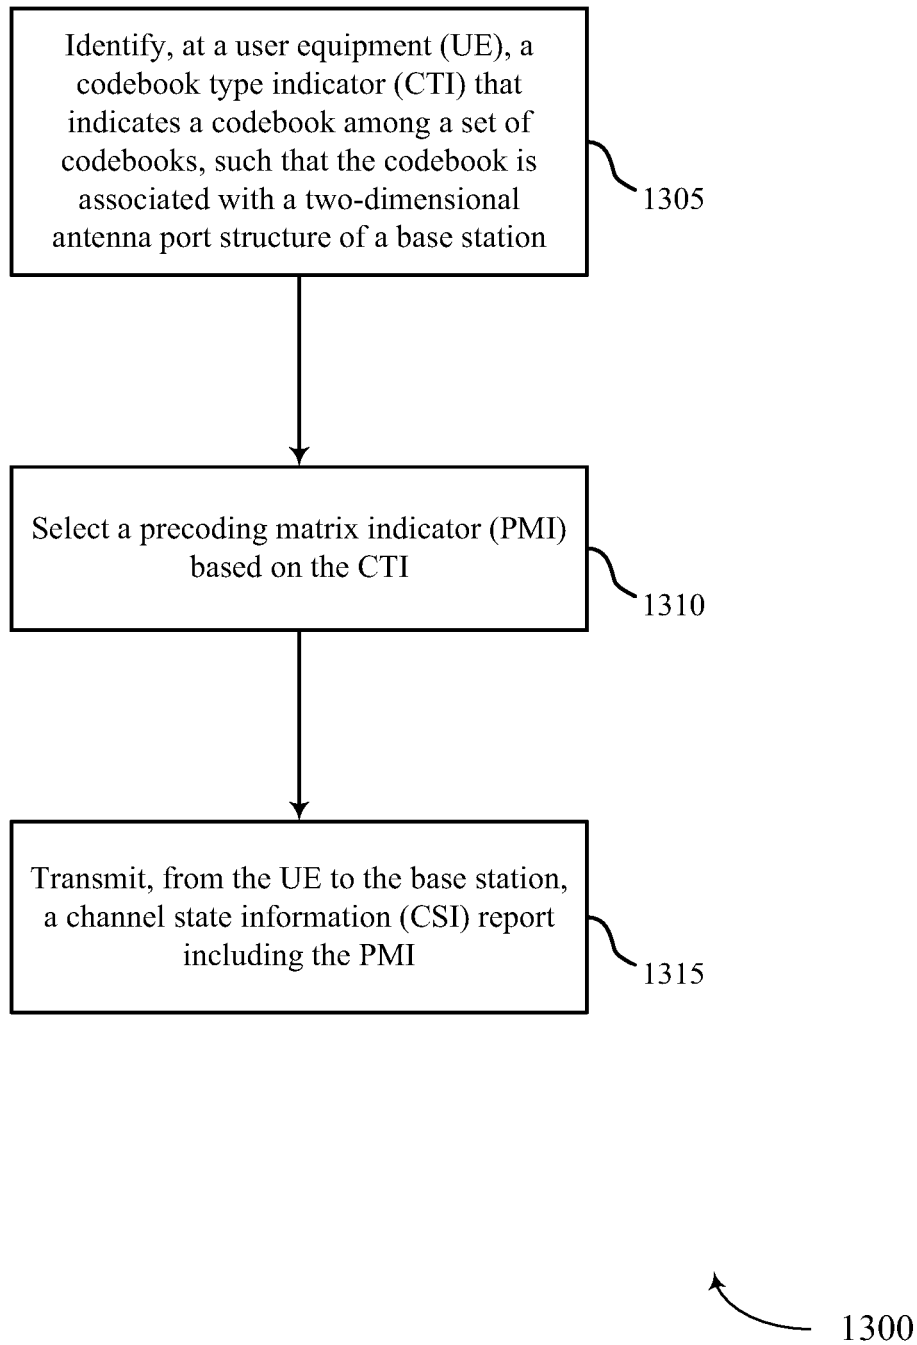 Identify, at a user equipment (UE), a
codebook type indicator (CTI) that
indicates a codebook among a set of
codebooks, such that the codebook is
associated with a two-dimensional
antenna port structure of a base station
1305
Select a precoding matrix indicator (PMI)
based on the CTI
1310
Transmit, from the UE to the base station,
a channel state information (CSI) report
including the PMI
1315
1300